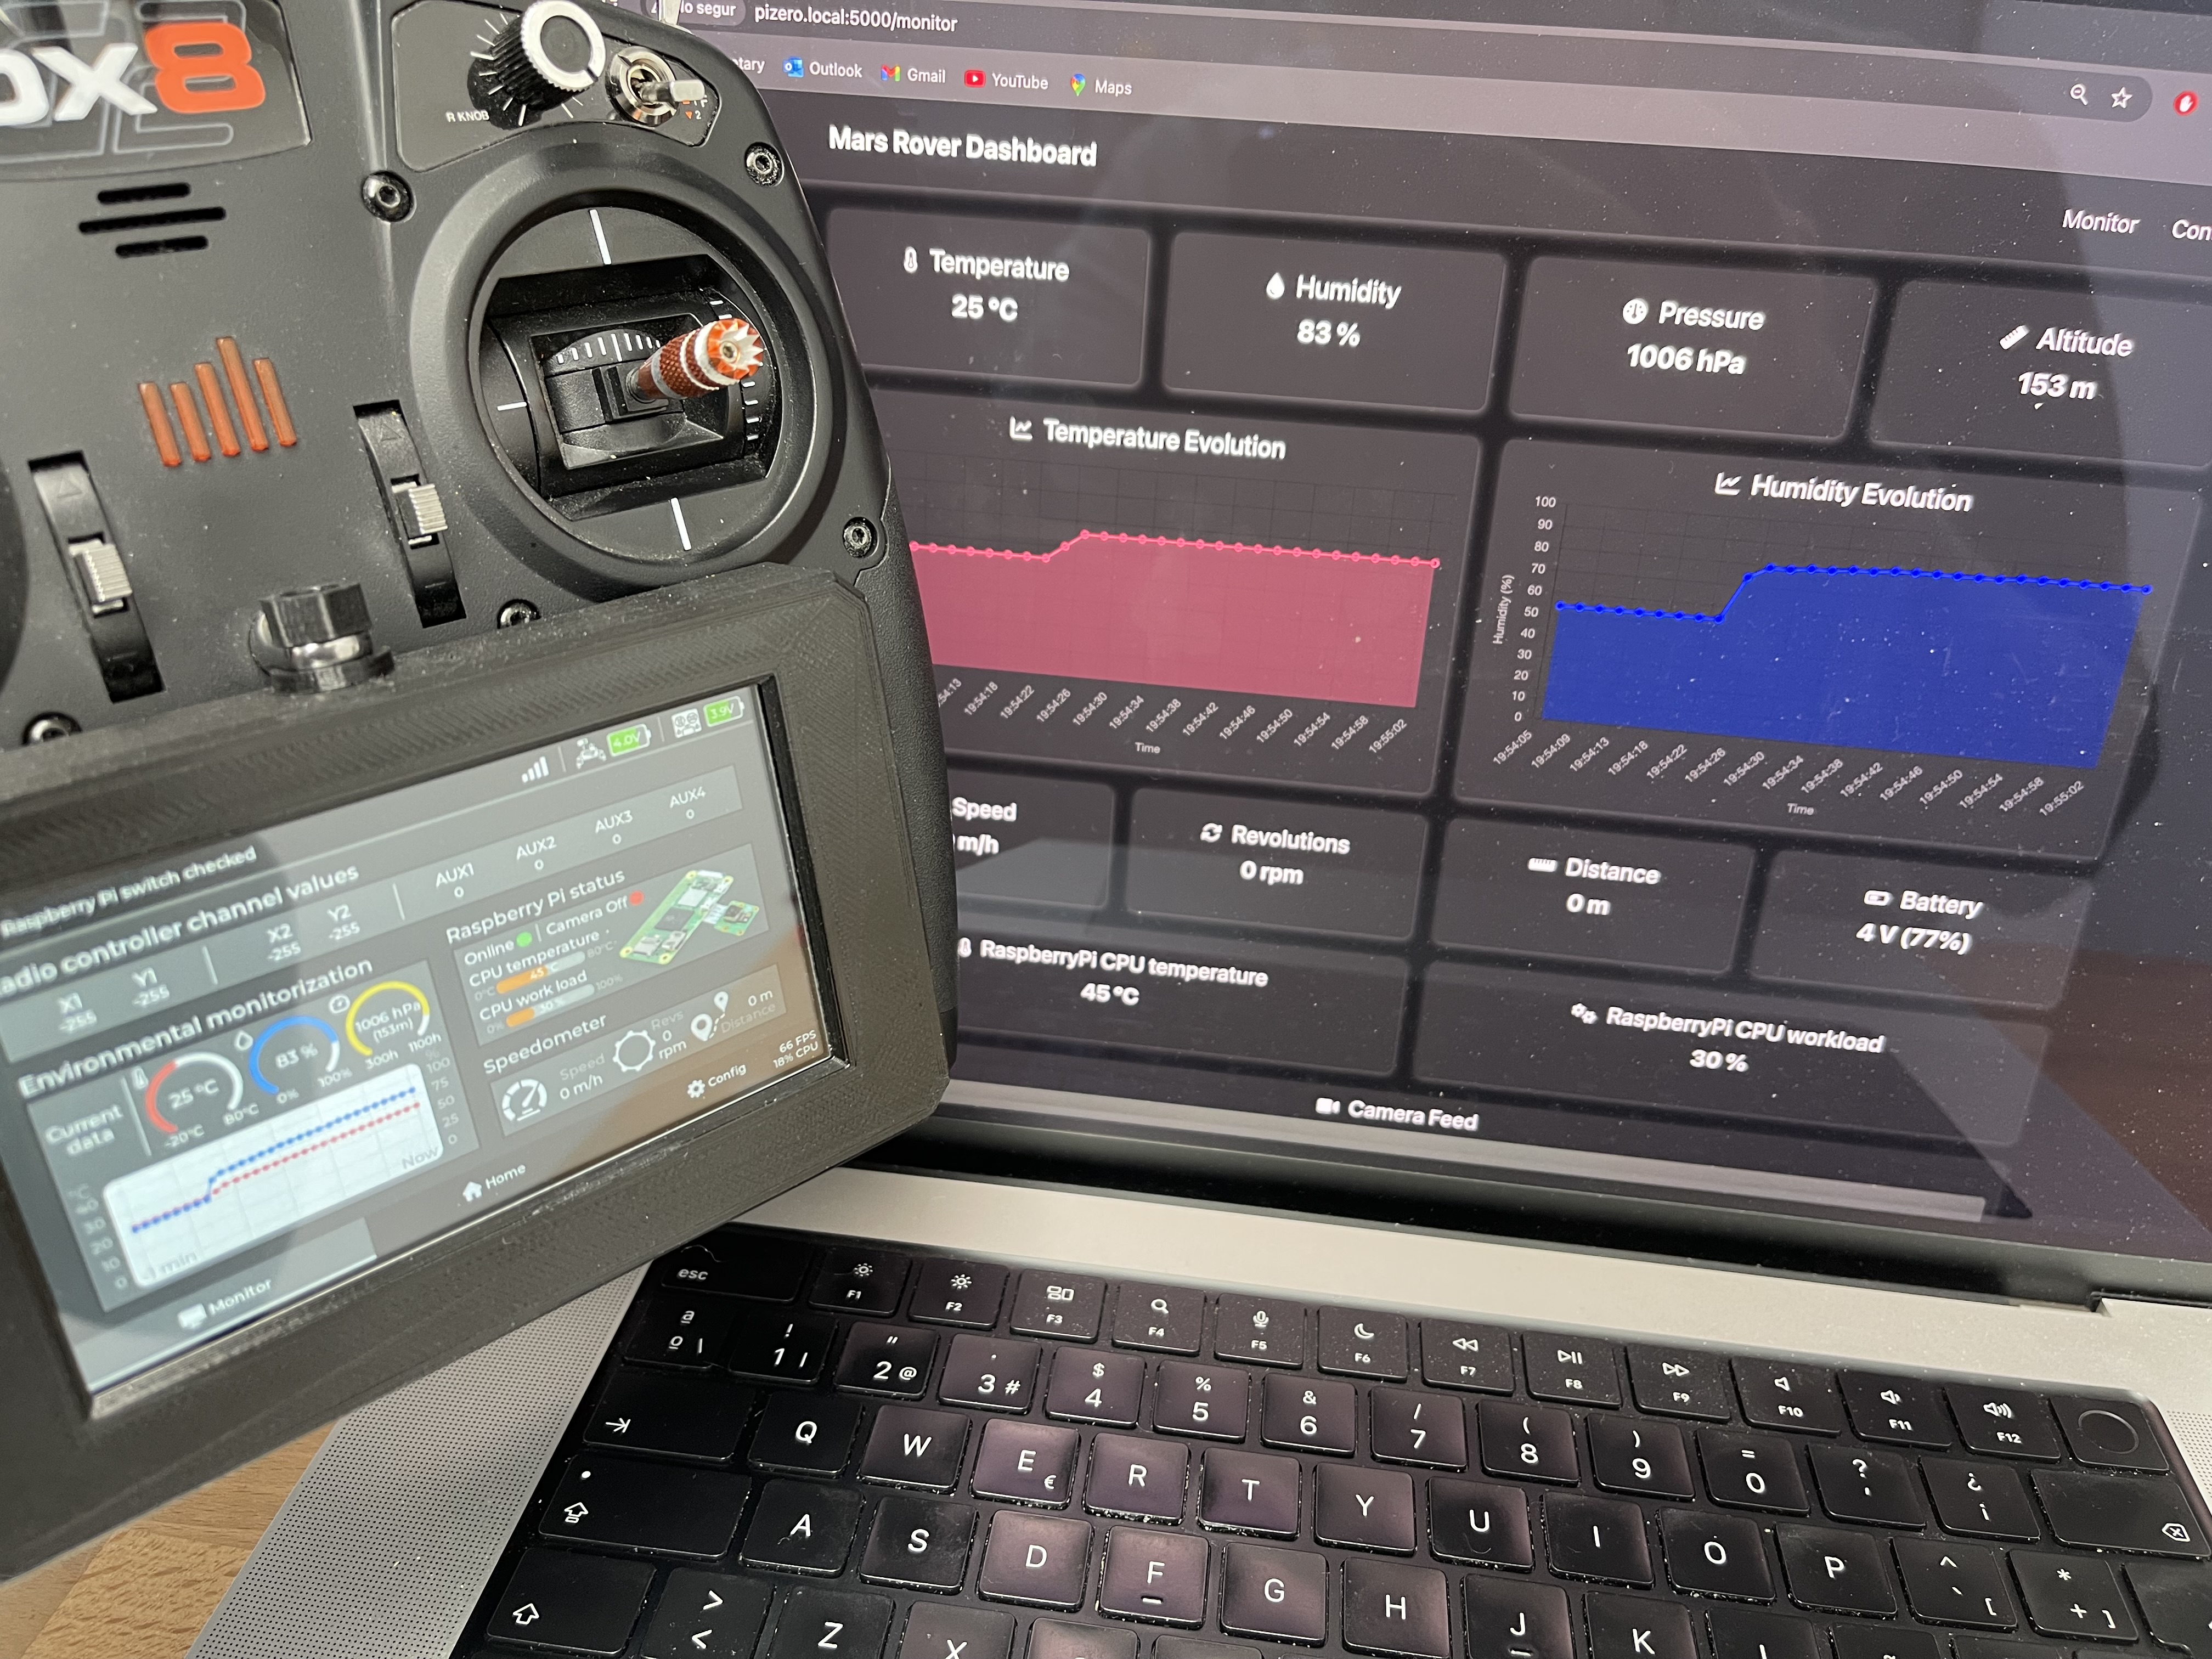 ox8
R KNOB
2
pizero.local:5000/monitor
Outlook
Gmail
YouTube
Maps
Mars Rover Dashboard
Monitor
Con
Temperature
25 ºC
Humidity
83 %
Pressure
1006 hPa
Altitude
153 m
Temperature Evolution
19:54:18
19:54:22
19:54:26
19:54:30
19:54:34
19:54:38
19:54:42
19:54:46
19:54:50
19:54:54
19:54:58
19:55:02
Time
Humidity Evolution
Humidity (%)
100
90
80
70
60
50
40
30
20
10
0
19:54:05
19:54:09
19:54:13
19:54:18
19:54:22
19:54:26
19:54:30
19:54:34
19:54:38
19:54:42
19:54:46
19:54:50
19:54:54
19:54:58
19:55:02
Time
Speed
m/h
Revolutions
0 rpm
Distance
0 m
Battery
4 V (77%)
RaspberryPi CPU temperature
45 ºC
RaspberryPi CPU workload
30 %
Camera Feed
4.0V
3.9V
Raspberry Pi switch checked
adio controller channel values
X1
-255
Y1
-255
X2
-255
Y2
-255
AUX1
0
AUX2
0
AUX3
0
AUX4
0
Environmental monitorization
Current
data
25 ºC
-20ºC
80ºC
83 %
0%
100%
1006 hPa
(153m)
300h
1100h
%
100
75
50
25
0
30
20
10
0
min
Now
Raspberry Pi status
Online
Camera Off
CPU temperature
0ºC
45 ºC
80ºC
CPU work load
0%
30 %
100%
Speedometer
Speed
0 m/h
Revs
0
rpm
0 m
Distance
66 FPS
18% CPU
Config
Monitor
Home
esc
F1
F2
F3
F4
F5
F6
F7
F8
F9
F10
F11
F12
ª
º \
!
1 |
"
2 @
·
3 #
$
4
%
5
&
6
/
7
(
8
)
9
=
0
?
'
¿
¡
Q
W
E €
R
T
Y
U
I
O
P
^
` [
*
+ ]
A
S
D
F
G
H
J
K
>
<
Z
X